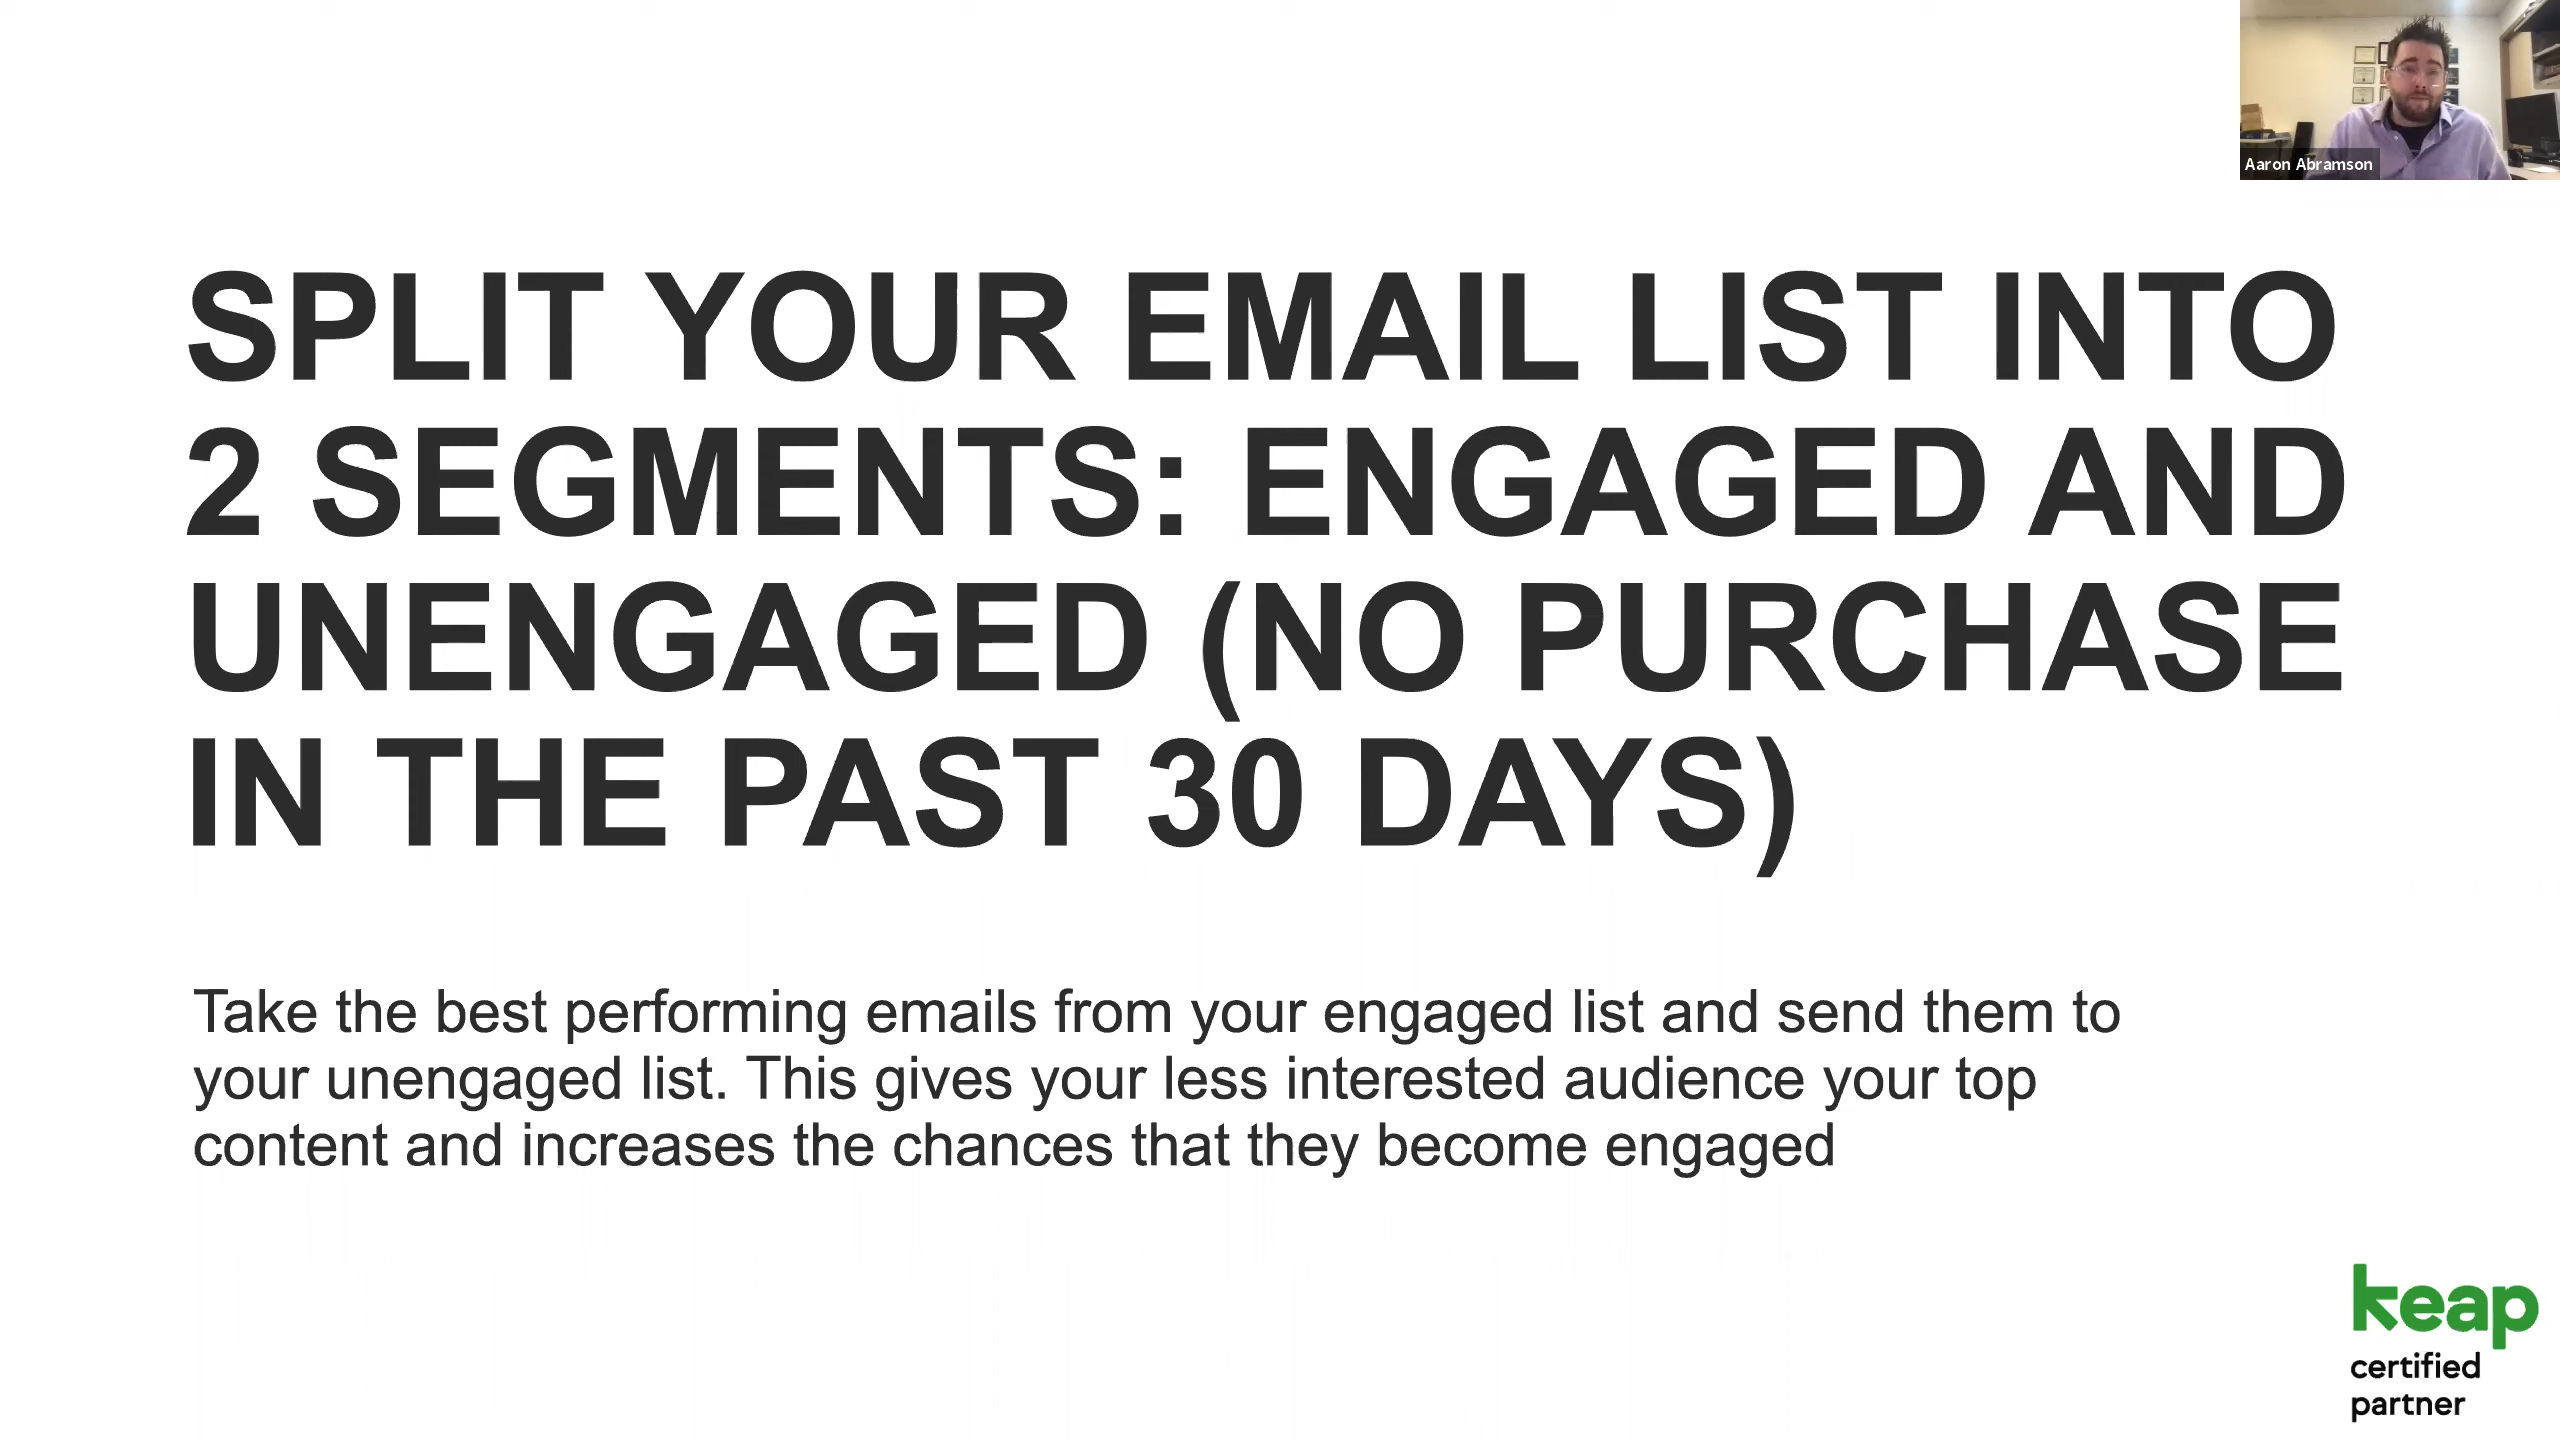 Aaron Abramson
SPLIT YOUR EMAIL LIST INTO
2 SEGMENTS: ENGAGED AND
UNENGAGED (NO PURCHASE
IN THE PAST 30 DAYS)
Take the best performing emails from your engaged list and send them to
your unengaged list. This gives your less interested audience your top
content and increases the chances that they become engaged
keap
certified
partner